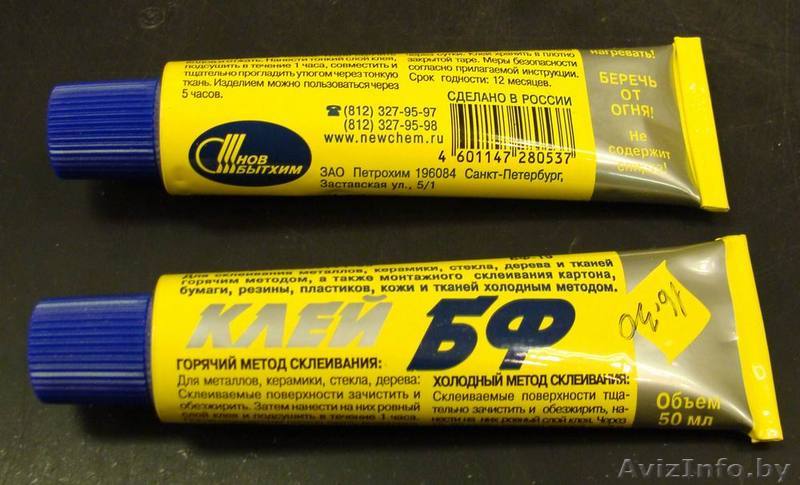 подсушить в течение 1 часа, совместить и
тщательно прогладить утюгом через тонкую
ткань. Изделием можно пользоваться через
5 часов.
закрытой таре. Меры безопасности
согласно прилагаемой инструкции.
Срок годности: 12 месяцев.
СДЕЛАНО В РОССИИ
(812) 327-95-97
(812) 327-95-98
www.newchem.ru
4 601147 280537
НОВ
БЫТХИМ
ЗАО Петрохим 196084 Санкт-Петербург,
Заставская ул., 5/1
нагревать!
БЕРЕЧЬ
ОТ
ОГНЯ!
Не
содержит
Для склеивания металлов, керамики, стекла, дерева и тканей
горячим методом, а также монтажного склеивания картона,
бумаги, резины, пластиков, кожи и тканей холодным методом.
КЛЕЙ БФ
ГОРЯЧИЙ МЕТОД СКЛЕИВАНИЯ:
Для металлов, керамики, стекла, дерева:
Склеиваемые поверхности зачистить и
обезжирить. Затем нанести на них ровный
слой клея и подсушить в течение 1 часа.
ХОЛОДНЫЙ МЕТОД СКЛЕИВАНИЯ:
Склеиваемые поверхности тща-
тельно зачистить и обезжирить, на-
нести на них ровный слой клея. Через
Объем
50 мл
AvizInfo.by